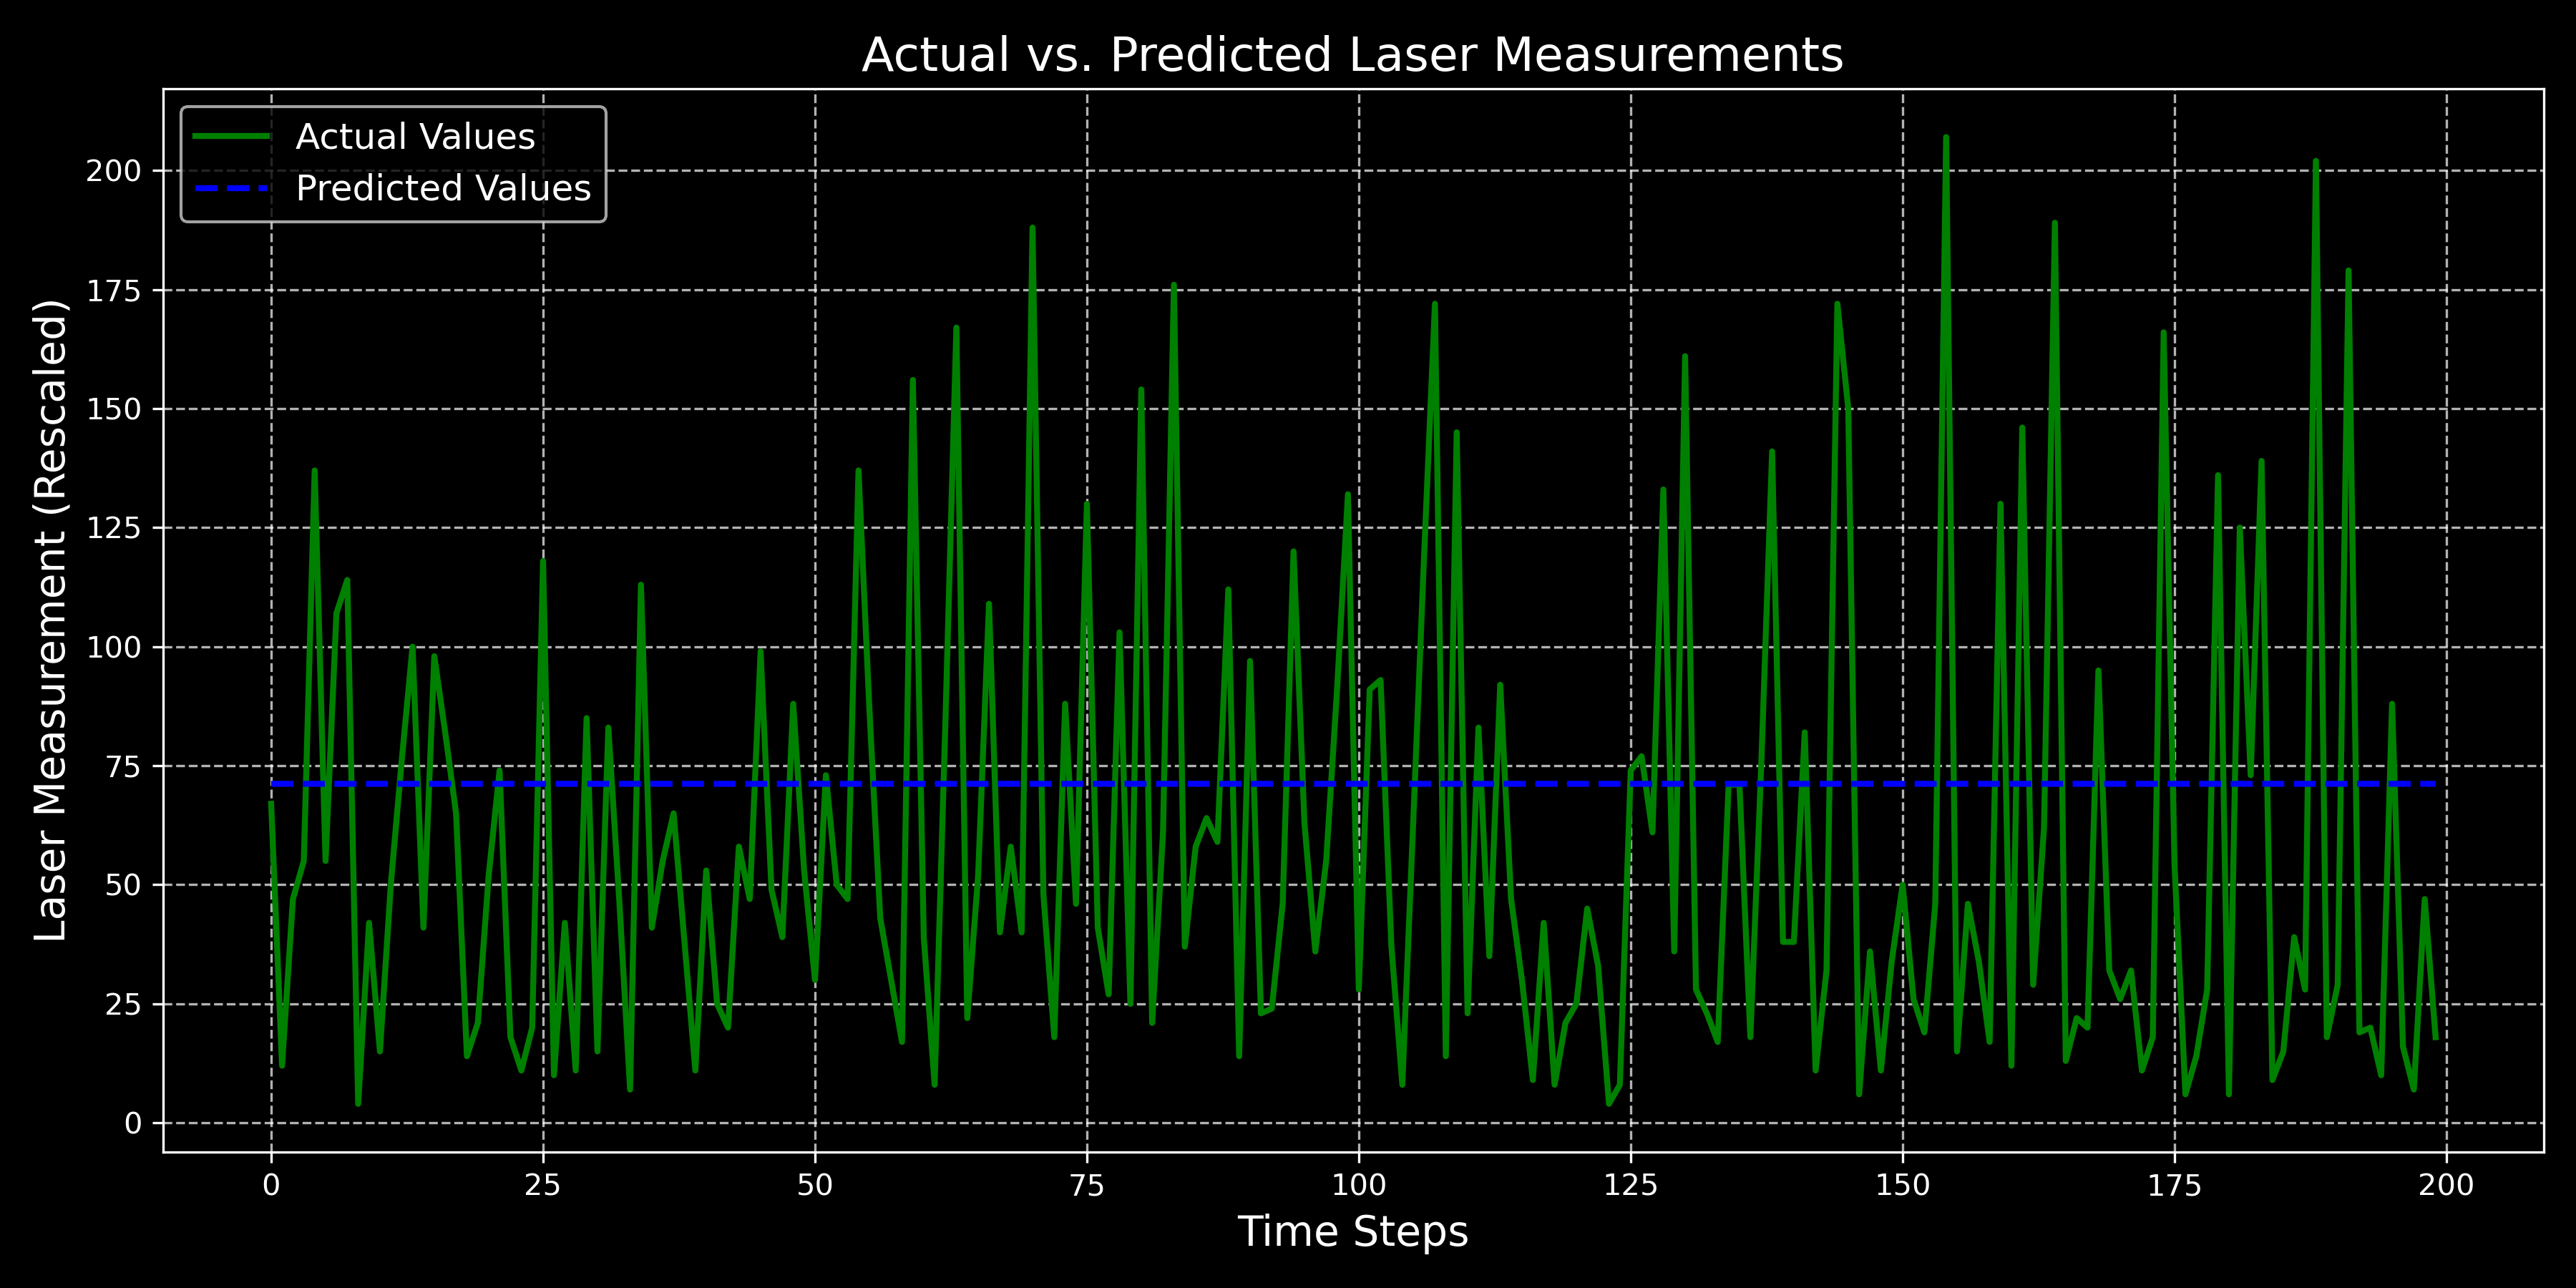 Actual vs. Predicted Laser Measurements
Actual Values
Predicted Values
Laser Measurement (Rescaled)
200
175
150
125
100
75
50
25
0
0 25 50 75 100 125 150 175 200
Time Steps